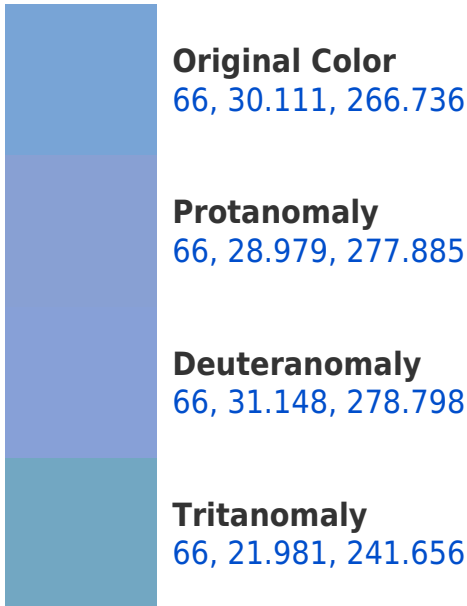 Original Color
66, 30.111, 266.736
Protanomaly
66, 28.979, 277.885
Deuteranomaly
66, 31.148, 278.798
Tritanomaly
66, 21.981, 241.656